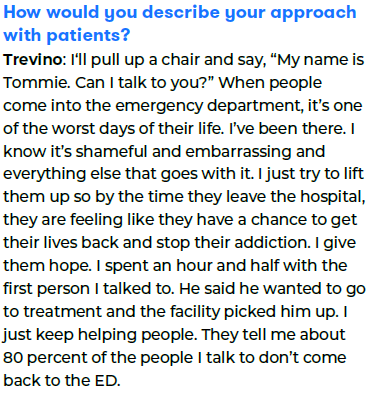 How would you describe your approach
with patients?
Trevino: I'll pull up a chair and say, “My name is
Tommie. Can I talk to you?” When people
come into the emergency department, it’s one
of the worst days of their life. I’ve been there. I
know it’s shameful and embarrassing and
everything else that goes with it. I just try to lift
them up so by the time they leave the hospital,
they are feeling like they have a chance to get
their lives back and stop their addiction. I give
them hope. I spent an hour and half with the
first person I talked to. He said he wanted to go
to treatment and the facility picked him up. I
just keep helping people. They tell me about
80 percent of the people I talk to don’t come
back to the ED.